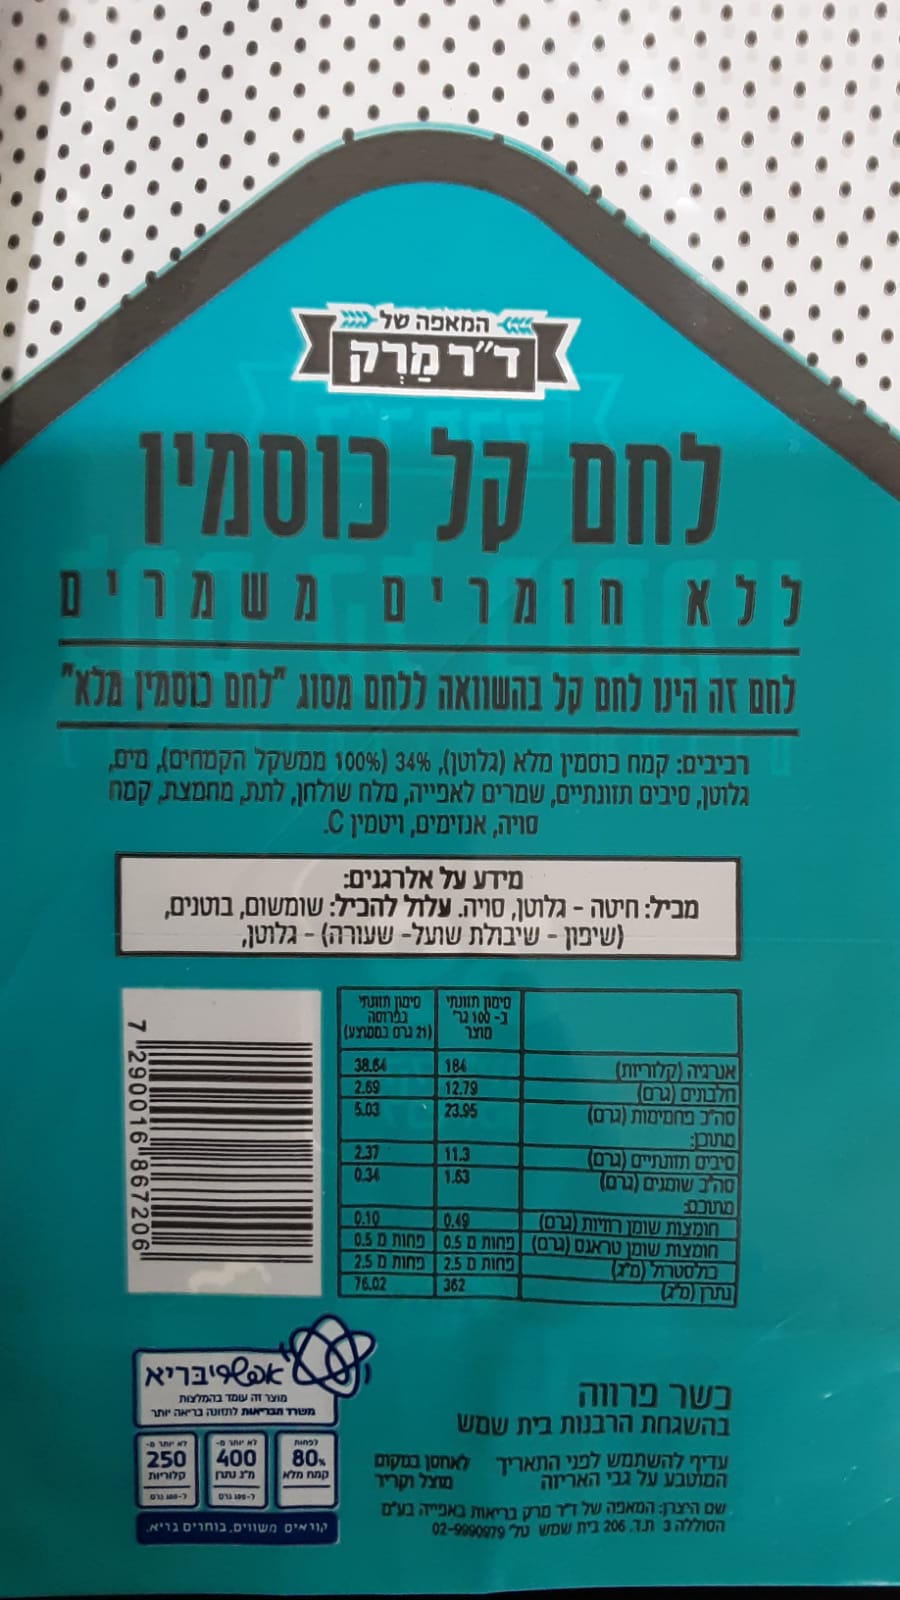 המאפה של
ד"ר מַרְק
לחם קל כוסמין
ללא חומרים משמרים
לחם זה הינו לחם קל בהשוואה ללחם מסוג "לחם כוסמין מלא"
רכיבים: קמח כוסמין מלא (גלוטן), 34% (100% ממשקל הקמחים), מים,
גלוטן, סיבים תזונתיים, שמרים לאפייה, מלח שולחן, לתת, מחמצת, קמח
סויה, אנזימים, ויטמין C.
מידע על אלרגנים:
מכיל: חיטה - גלוטן, סויה. עלול להכיל: שומשום, בוטנים,
(שיפון - שיבולת שועל- שעורה) - גלוטן,
סימון תזונתי ב- 100 גר' מוצר
סימון תזונתי בפרוסה (21 גרם בממוצע)
אנרגיה (קלוריות) 184 38.64
חלבונים (גרם) 12.79 2.69
סה"כ פחמימות (גרם) 23.95 5.03
מתוכן:
סיבים תזונתיים (גרם) 11.3 2.37
סה"כ שומנים (גרם) 1.63 0.34
מתוכם:
חומצות שומן רוויות (גרם) 0.49 0.10
חומצות שומן טראנס (גרם) פחות מ 0.5 פחות מ 0.5
כולסטרול (מ"ג) פחות מ 2.5 פחות מ 2.5
נתרן (מ"ג) 362 76.02
7 290016 867206
אפשריבריא
מוצר זה עומד בהמלצות
משרד הבריאות לתזונה בריאה יותר
לפחות
80%
קמח מלא
לא יותר מ-
400
מ"ג נתרן
ל-100 גרם
לא יותר מ-
250
קלוריות
ל-100 גרם
קוראים משווים, בוחרים בריא.
כשר פרווה
בהשגחת הרבנות בית שמש
עדיף להשתמש לפני התאריך
המוטבע על גבי האריזה
לאחסן במקום
מוצל וקריר
שם היצרן: המאפה של ד"ר מרק בריאות באפייה בע"מ
הסוללה 3 ת.ד. 206 בית שמש טל' 02-9990979